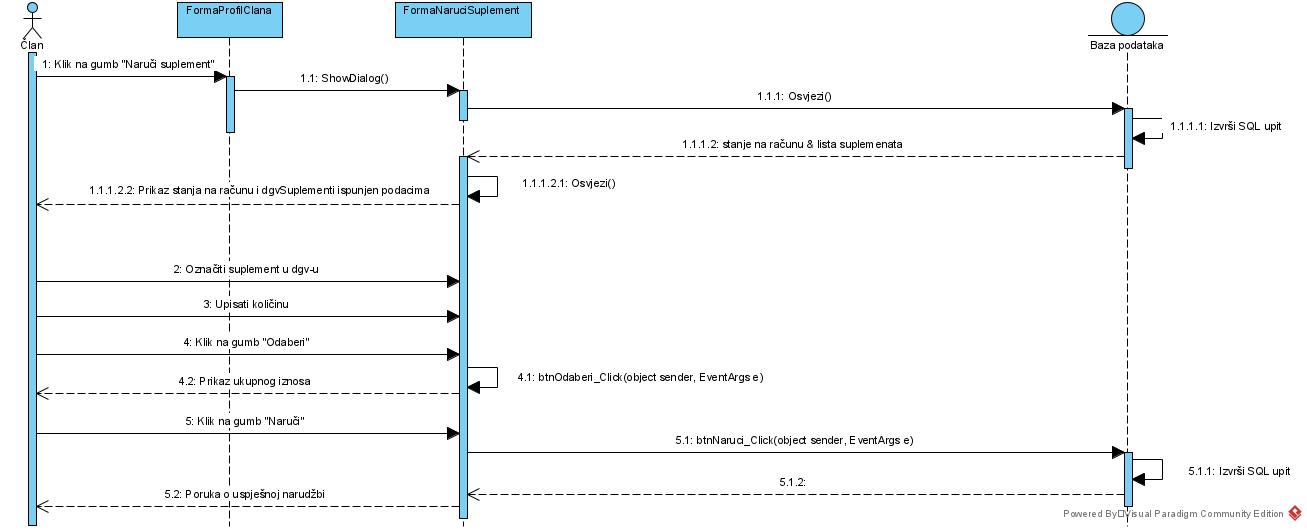 FormaProfilClana
FormaNaruciSuplement
Član
Baza podataka
1: Klik na gumb "Naruči suplement"
1.1: ShowDialog()
1.1.1: Osvjezi()
1.1.1.1: Izvrši SQL upit
1.1.1.2: stanje na računu & lista suplemenata
1.1.1.2.1: Osvjezi()
1.1.1.2.2: Prikaz stanja na računu i dgvSuplementi ispunjen podacima
2: Označiti suplement u dgv-u
3: Upisati količinu
4: Klik na gumb "Odaberi"
4.1: btnOdaberi_Click(object sender, EventArgs e)
4.2: Prikaz ukupnog iznosa
5: Klik na gumb "Naruči"
5.1: btnNaruci_Click(object sender, EventArgs e)
5.1.1: Izvrši SQL upit
5.1.2:
5.2: Poruka o uspješnoj narudžbi
Powered By Visual Paradigm Community Edition